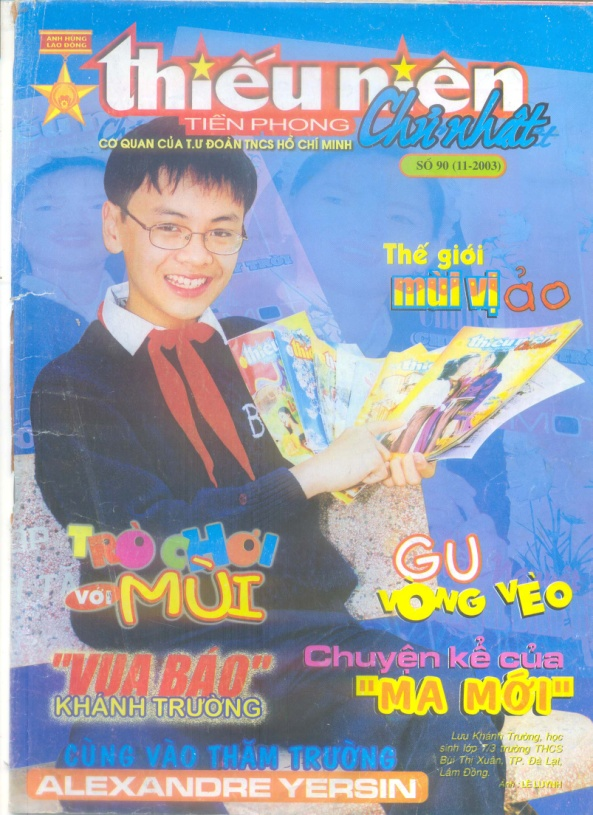 ANH HÙNG
LAO ĐỘNG
thiếu niên
TIỀN PHONG
Chủ nhật
CƠ QUAN CỦA T.Ư ĐOÀN TNCS HỒ CHÍ MINH
SỐ 90 (11-2003)
Thế giới
mùi vị ảo
TRÒ CHƠI
VỚI MÙI
GU
VÒNG VÈO
"VUA BÁO"
KHÁNH TRƯỜNG
Chuyện kể của
"MA MỚI"
Lưu Khánh Trường, học
sinh lớp 7/3 trường THCS
Bùi Thị Xuân, TP. Đà Lạt,
Lâm Đồng.
Ảnh: LÊ LUYNH
CÙNG VÀO THĂM TRƯỜNG
ALEXANDRE YERSIN